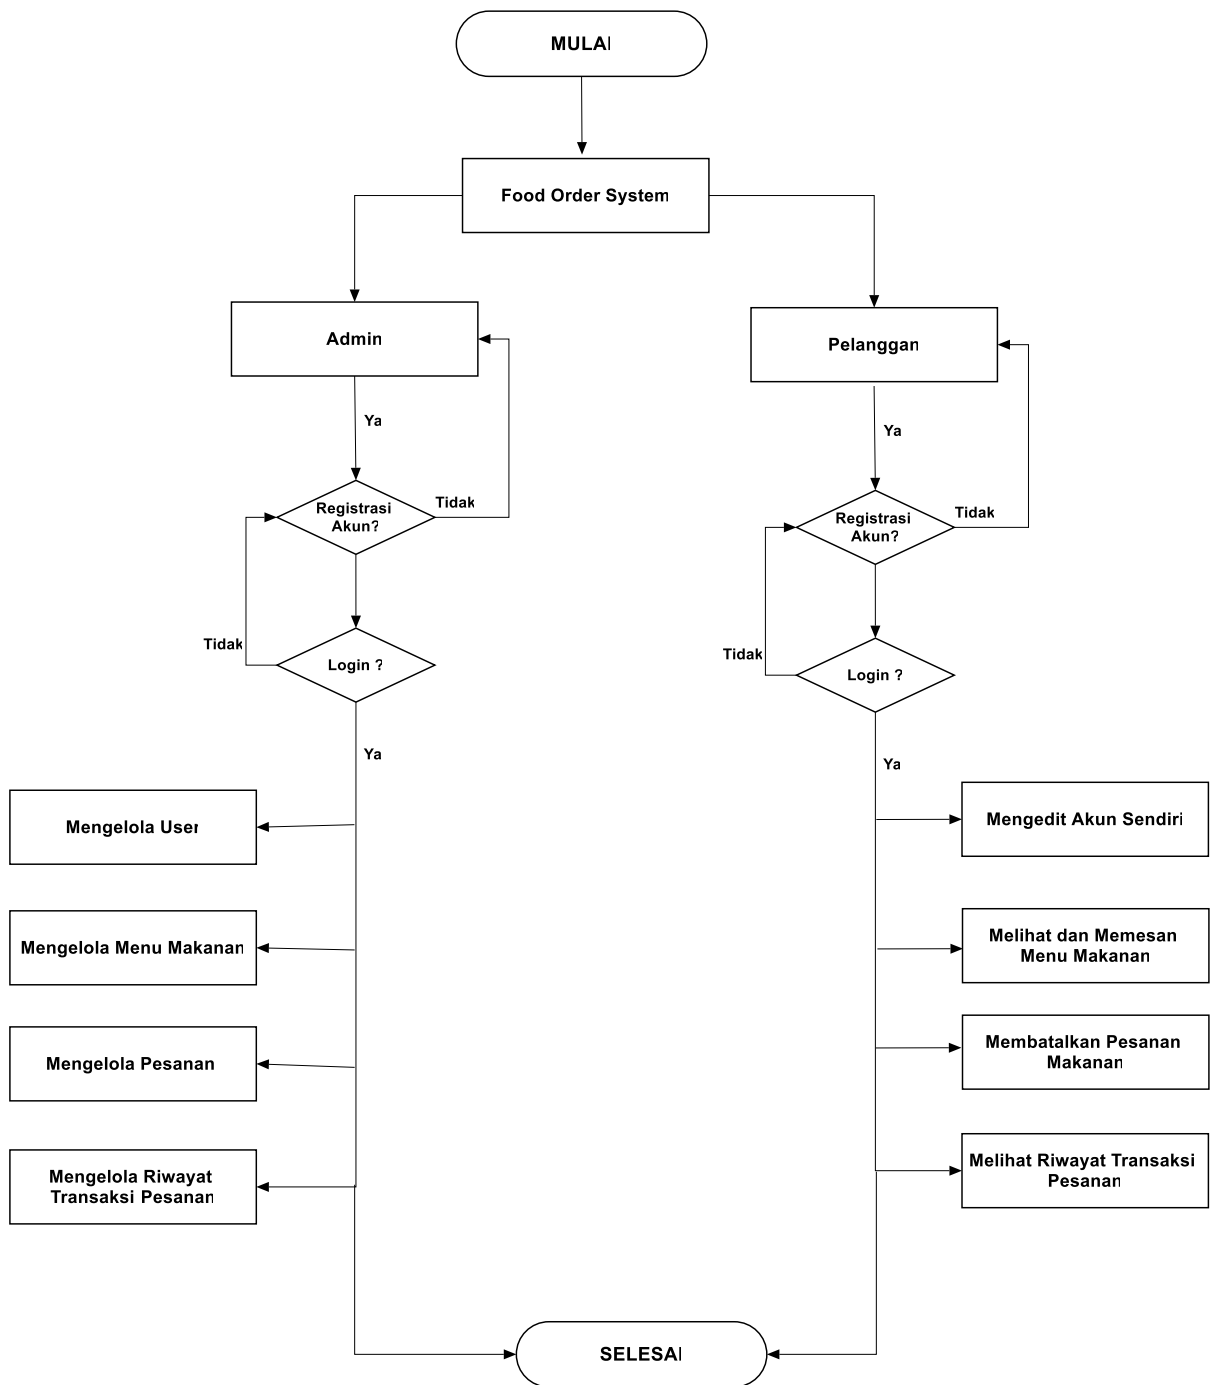 MULAI
Food Order System
Admin
Pelanggan
Ya
Ya
Registrasi
Akun?
Tidak
Registrasi
Akun?
Tidak
Tidak
Login ?
Tidak
Login ?
Ya
Ya
Mengelola User
Mengedit Akun Sendiri
Mengelola Menu Makanan
Melihat dan Memesan
Menu Makanan
Mengelola Pesanan
Membatalkan Pesanan
Makanan
Mengelola Riwayat
Transaksi Pesanan
Melihat Riwayat Transaksi
Pesanan
SELESAI